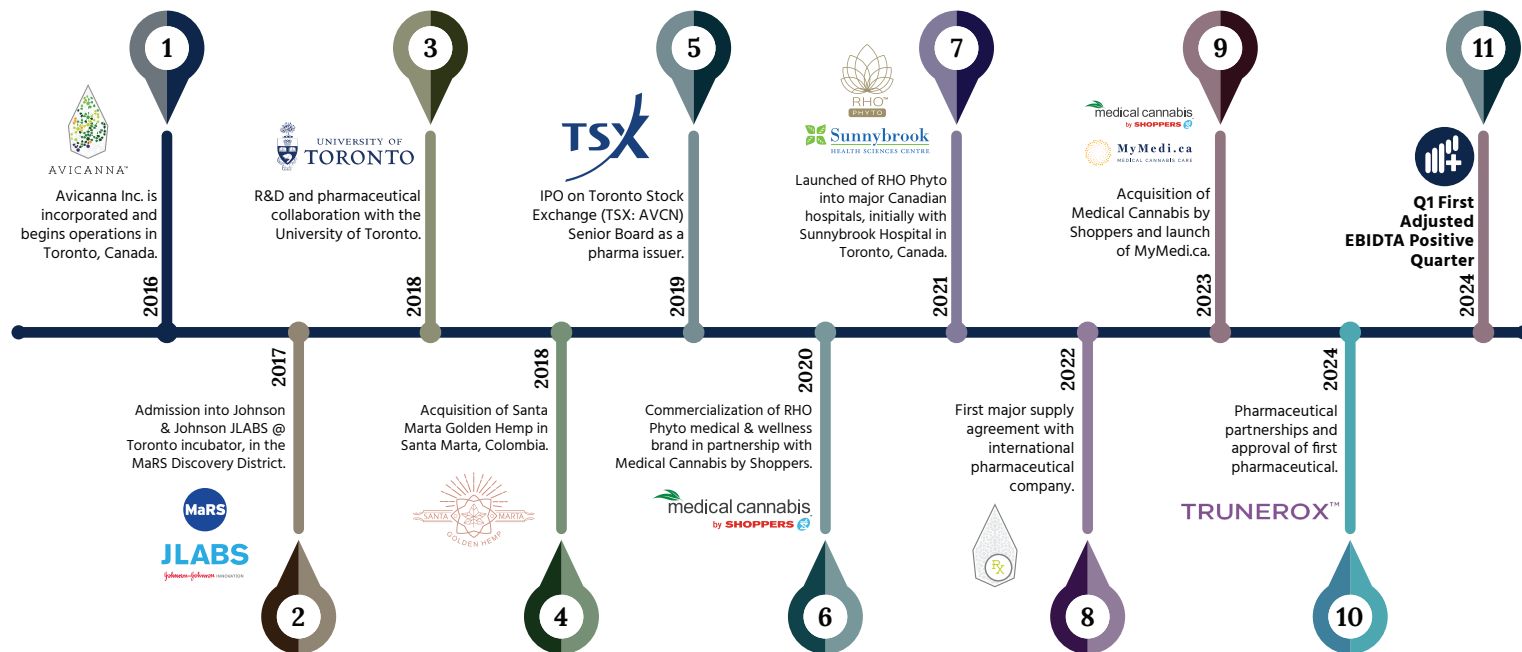 1
AVICANNA™
Avicanna Inc. is
incorporated and
begins operations in
Toronto, Canada.
2016
3
UNIVERSITY OF
TORONTO
R&D and pharmaceutical
collaboration with the
University of Toronto.
2018
5
TSX
IPO on Toronto Stock
Exchange (TSX: AVCN)
Senior Board as a
pharma issuer.
2019
7
RHO™
PHYTO
Sunnybrook
HEALTH SCIENCES CENTRE
Launched of RHO Phyto
into major Canadian
hospitals, initially with
Sunnybrook Hospital in
Toronto, Canada.
2021
9
medical cannabis
by SHOPPERS
MyMedi.ca
MEDICAL CANNABIS CARE
Acquisition of
Medical Cannabis by
Shoppers and launch
of MyMedi.ca.
2023
11
Q1 First
Adjusted
EBIDTA Positive
Quarter
2024
2017
Admission into Johnson
& Johnson JLABS @
Toronto incubator, in the
MaRS Discovery District.
MaRS
JLABS
Johnson & Johnson INNOVATION
2
2018
Acquisition of Santa
Marta Golden Hemp in
Santa Marta, Colombia.
SANTA MARTA
GOLDEN HEMP
4
2020
Commercialization of RHO
Phyto medical & wellness
brand in partnership with
Medical Cannabis by Shoppers.
medical cannabis
by SHOPPERS
6
2022
First major supply
agreement with
international
pharmaceutical
company.
RX
8
2024
Pharmaceutical
partnerships and
approval of first
pharmaceutical.
TRUNEROX™
10